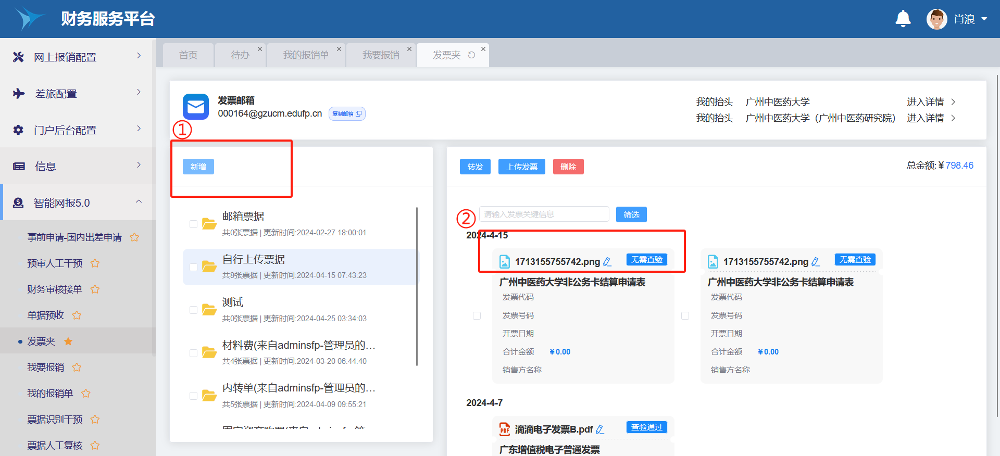 财务服务平台
肖浪
网上报销配置
差旅配置
门户后台配置
信息
智能网报5.0
事前申请-国内出差申请
预审人工干预
财务审核接单
单据预收
发票夹
我要报销
我的报销单
票据识别干预
票据人工复核
首页
待办
我的报销单
我要报销
发票夹
发票邮箱
000164@gzucm.edufp.cn 复制邮箱
我的抬头 广州中医药大学 进入详情
我的抬头 广州中医药大学（广州中医药研究院） 进入详情
①
新增
邮箱票据
共0张票据 | 更新时间:2024-02-27 18:00:01
自行上传票据
共8张票据 | 更新时间:2024-04-15 07:43:23
测试
共0张票据 | 更新时间:2024-04-25 03:34:03
材料费(来自adminsfp-管理员的...
共4张票据 | 更新时间:2024-03-20 06:44:40
内转单(来自adminsfp-管理员的...
共5张票据 | 更新时间:2024-04-09 09:55:21
转发 上传发票 删除
总金额:¥798.46
②
请输入发票关键信息 筛选
2024-4-15
1713155755742.png 无需查验
广州中医药大学非公务卡结算申请表
发票代码
发票号码
开票日期
合计金额 ¥0.00
销售方名称
1713155755742.png 无需查验
广州中医药大学非公务卡结算申请表
发票代码
发票号码
开票日期
合计金额 ¥0.00
销售方名称
2024-4-7
PDF 滴滴电子发票B.pdf 查验通过
广东增值税电子普通发票